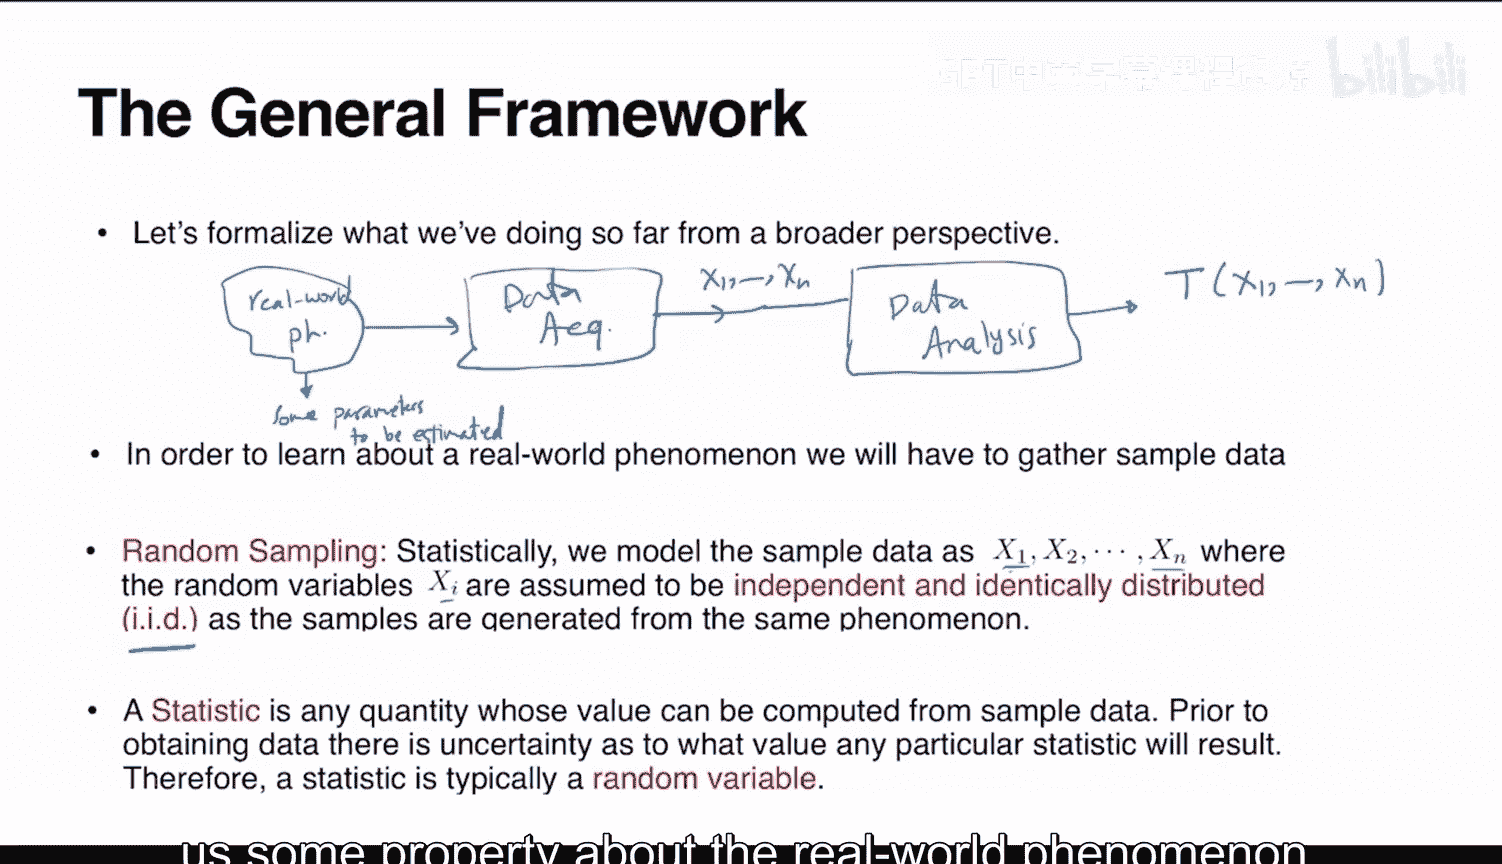 bilibili
The General Framework
• Let's formalize what we've doing so far from a broader perspective.
real-world ph.
Data Acq.
X1, —, Xn
Data Analysis
T(X1, —, Xn)
some parameters
to be estimated
• In order to learn about a real-world phenomenon we will have to gather sample data
• Random Sampling: Statistically, we model the sample data as X₁, X₂, ⋯ , Xₙ where
the random variables Xᵢ are assumed to be independent and identically distributed
(i.i.d.) as the samples are generated from the same phenomenon.
• A Statistic is any quantity whose value can be computed from sample data. Prior to
obtaining data there is uncertainty as to what value any particular statistic will result.
Therefore, a statistic is typically a random variable.
us some property about the real-world phenomenon